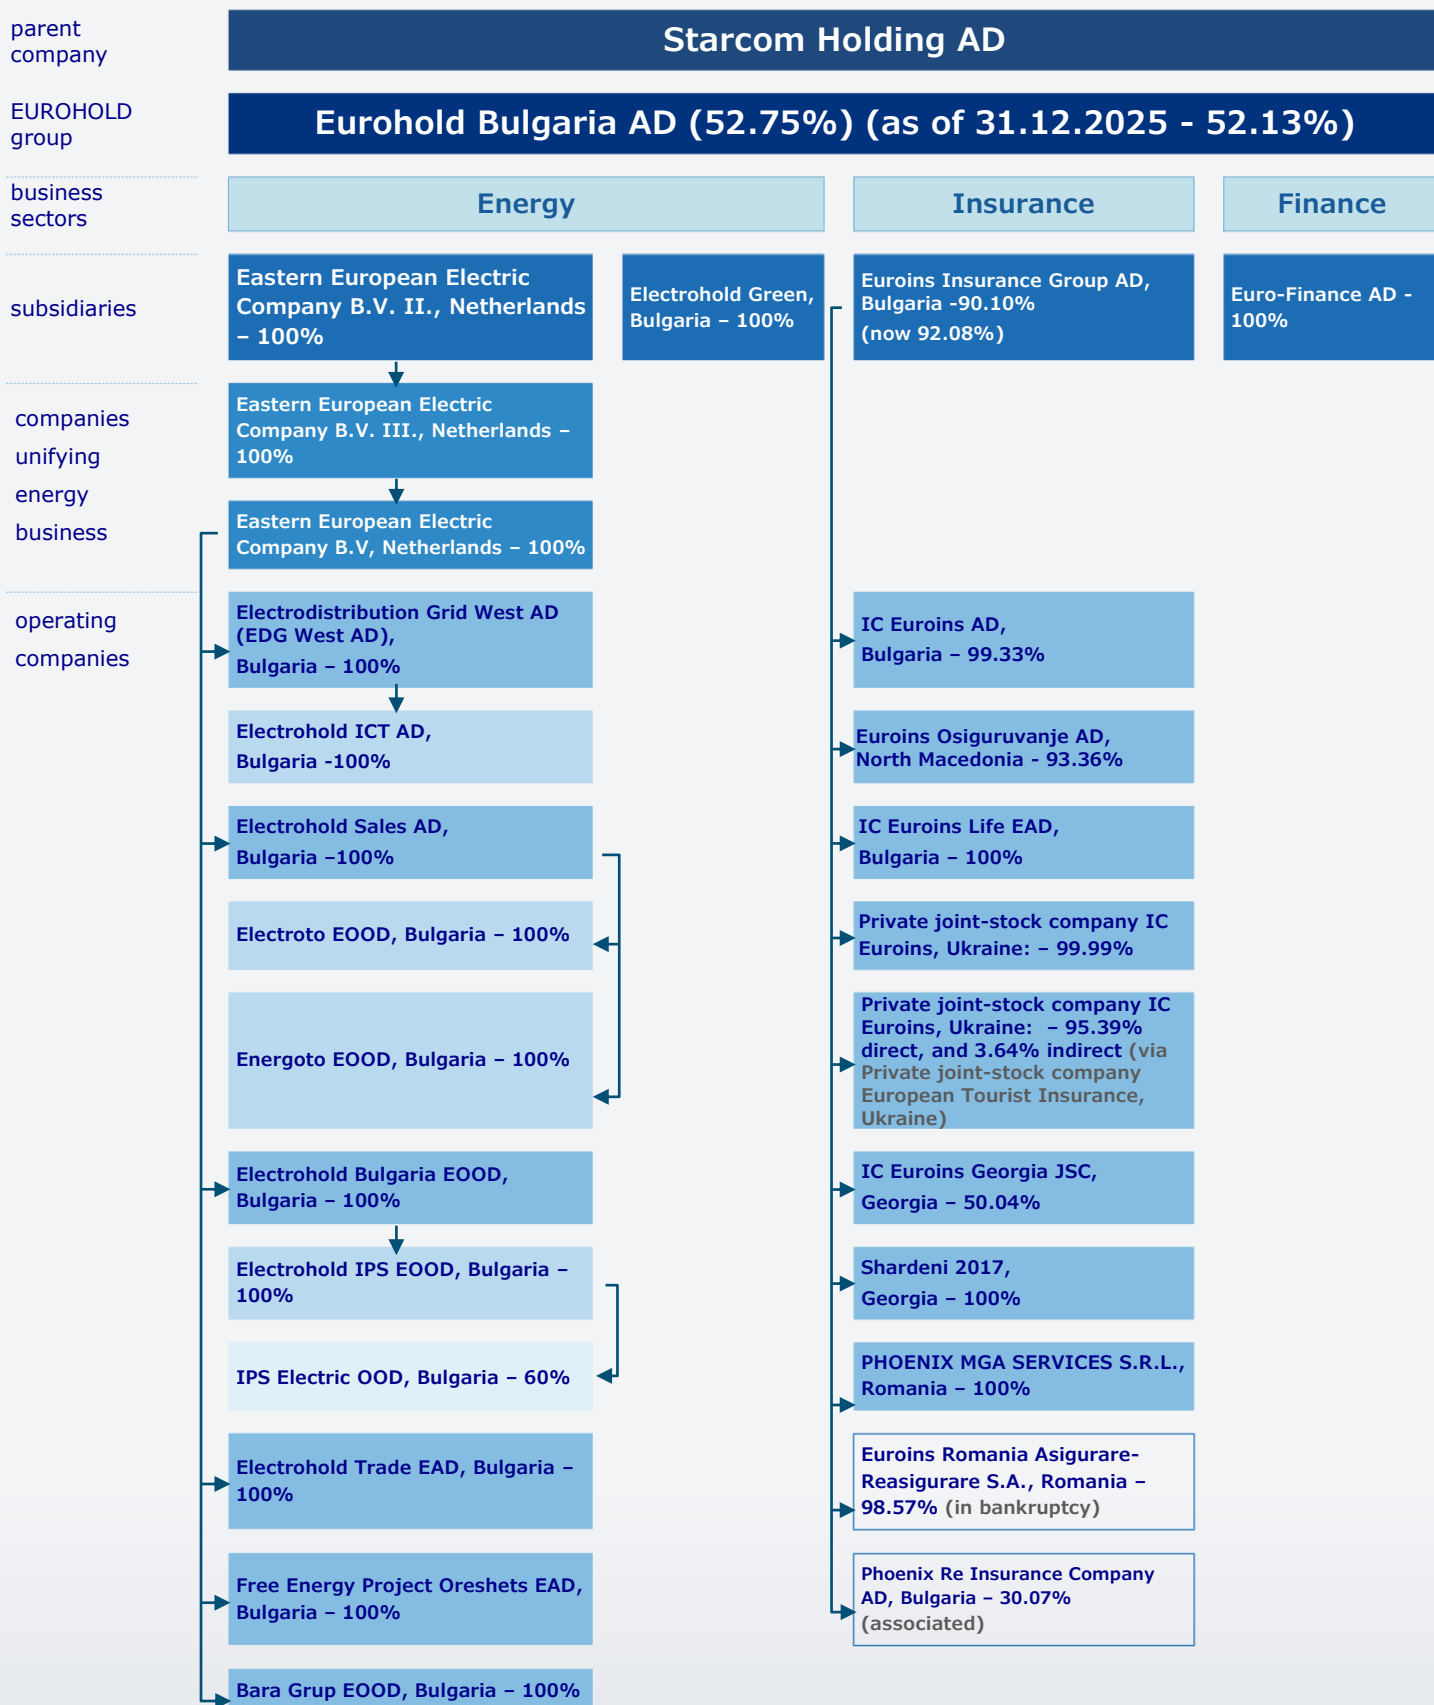 parent
company
Starcom Holding AD
EUROHOLD
group
Eurohold Bulgaria AD (52.75%) (as of 31.12.2025 - 52.13%)
business
sectors
Energy
Insurance
Finance
subsidiaries
Eastern European Electric
Company B.V. II., Netherlands
– 100%
Electrohold Green,
Bulgaria – 100%
Euroins Insurance Group AD,
Bulgaria -90.10%
(now 92.08%)
Euro-Finance AD -
100%
companies
unifying
energy
business
Eastern European Electric
Company B.V. III., Netherlands –
100%
Eastern European Electric
Company B.V, Netherlands – 100%
operating
companies
Electrodistribution Grid West AD
(EDG West AD),
Bulgaria – 100%
Electrohold ICT AD,
Bulgaria -100%
Electrohold Sales AD,
Bulgaria –100%
Electroto EOOD, Bulgaria – 100%
Energoto EOOD, Bulgaria – 100%
Electrohold Bulgaria EOOD,
Bulgaria – 100%
Electrohold IPS EOOD, Bulgaria –
100%
IPS Electric OOD, Bulgaria – 60%
Electrohold Trade EAD, Bulgaria –
100%
Free Energy Project Oreshets EAD,
Bulgaria – 100%
Bara Grup EOOD, Bulgaria – 100%
IC Euroins AD,
Bulgaria – 99.33%
Euroins Osiguruvanje AD,
North Macedonia - 93.36%
IC Euroins Life EAD,
Bulgaria – 100%
Private joint-stock company IC
Euroins, Ukraine: – 99.99%
Private joint-stock company IC
Euroins, Ukraine:  – 95.39%
direct, and 3.64% indirect (via
Private joint-stock company
European Tourist Insurance,
Ukraine)
IC Euroins Georgia JSC,
Georgia – 50.04%
Shardeni 2017,
Georgia – 100%
PHOENIX MGA SERVICES S.R.L.,
Romania – 100%
Euroins Romania Asigurare-
Reasigurare S.A., Romania –
98.57% (in bankruptcy)
Phoenix Re Insurance Company
AD, Bulgaria – 30.07%
(associated)